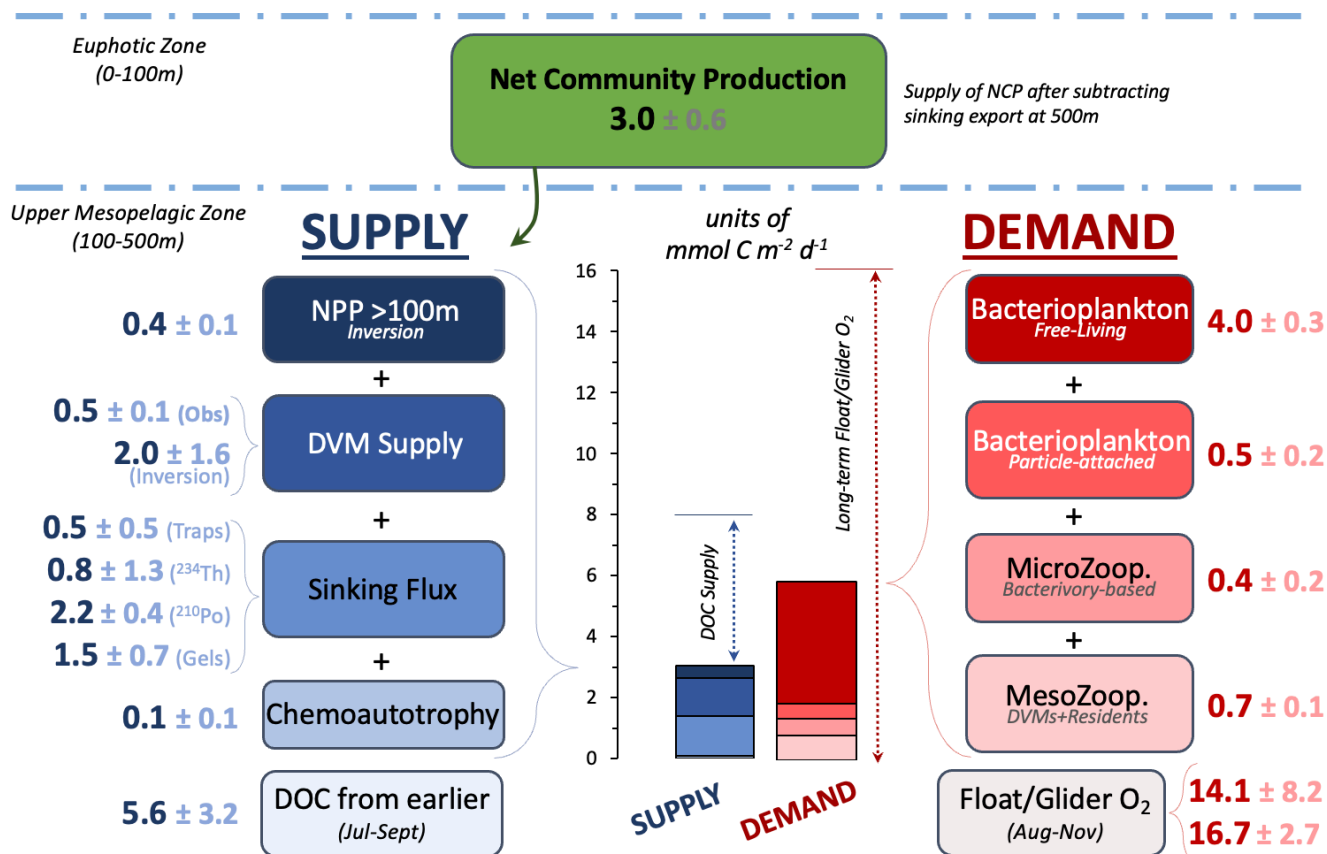 Euphotic Zone
(0-100m)
Net Community Production
3.0 ± 0.6
Supply of NCP after subtracting
sinking export at 500m
Upper Mesopelagic Zone
(100-500m)
SUPPLY
units of
mmol C m⁻² d⁻¹
DEMAND
0.4 ± 0.1
NPP >100m
Inversion
+
0.5 ± 0.1 (Obs)
2.0 ± 1.6
(Inversion)
DVM Supply
+
0.5 ± 0.5 (Traps)
0.8 ± 1.3 (²³⁴Th)
2.2 ± 0.4 (²¹⁰Po)
1.5 ± 0.7 (Gels)
Sinking Flux
+
0.1 ± 0.1
Chemoautotrophy
5.6 ± 3.2
DOC from earlier
(Jul-Sept)
16
14
12
10
8
6
4
2
0
DOC Supply
Long-term Float/Glider O₂
SUPPLY
DEMAND
Bacterioplankton
Free-Living
4.0 ± 0.3
+
Bacterioplankton
Particle-attached
0.5 ± 0.2
+
MicroZoop.
Bacterivory-based
0.4 ± 0.2
+
MesoZoop.
DVMs+Residents
0.7 ± 0.1
Float/Glider O₂
(Aug-Nov)
14.1 ± 8.2
16.7 ± 2.7